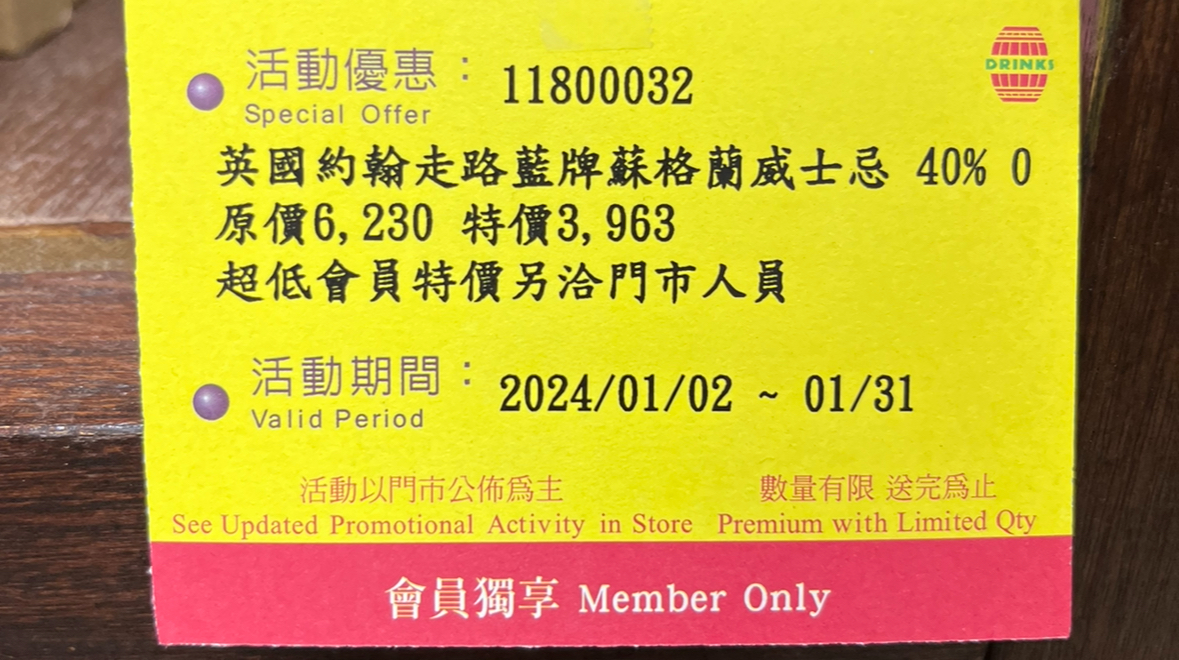 DRINKS
活動優惠： 11800032
Special Offer
英國約翰走路藍牌蘇格蘭威士忌 40% 0
原價6,230 特價3,963
超低會員特價另洽門市人員
活動期間： 2024/01/02 ~ 01/31
Valid Period
活動以門市公佈為主 數量有限 送完為止
See Updated Promotional Activity in Store Premium with Limited Qty
會員獨享 Member Only